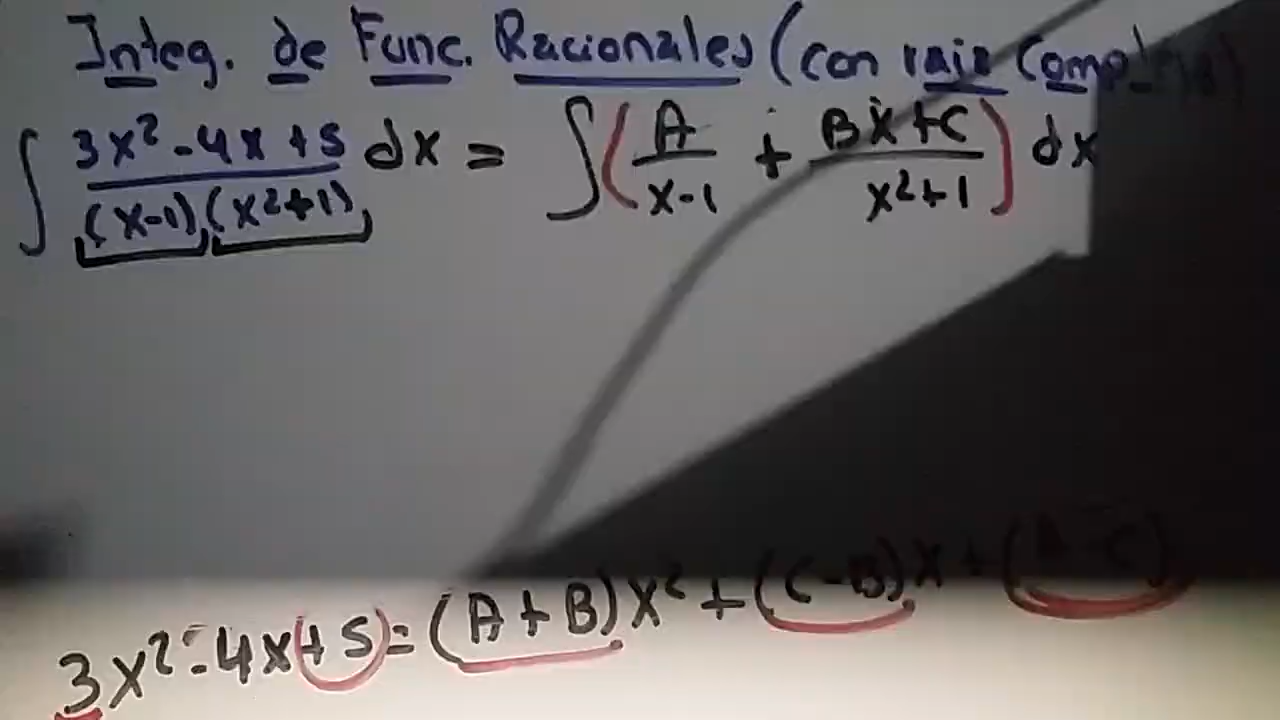 Integ. de Func. Racionales (con raiz
∫ 3x² - 4x + 5 / (x-1)(x²+1) dx = ∫ ( A / x-1 + Bx+C / x²+1 ) dx
3x² - 4x + 5 = (A+B)x² + (C-B)x + (A-C)